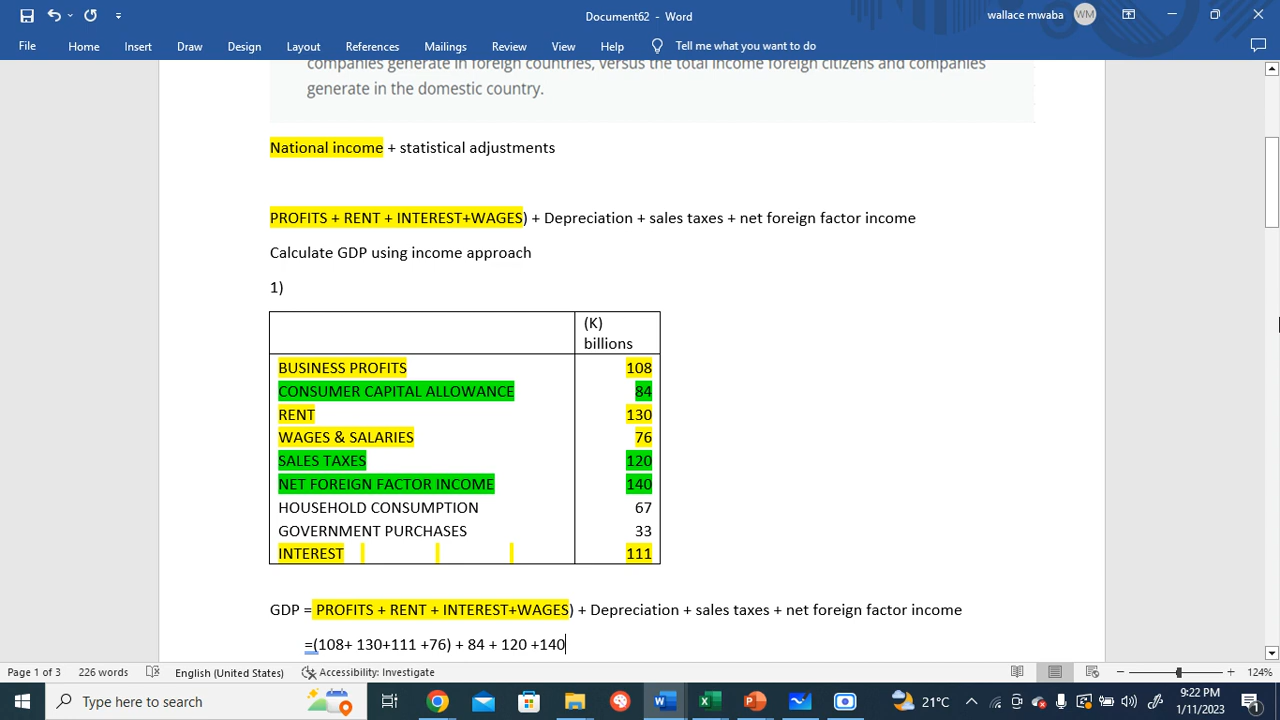 Document62 - Word
wallace mwaba WM
File Home Insert Draw Design Layout References Mailings Review View Help Tell me what you want to do
companies generate in foreign countries, versus the total income foreign citizens and companies
generate in the domestic country.
National income + statistical adjustments
PROFITS + RENT + INTEREST+WAGES) + Depreciation + sales taxes + net foreign factor income
Calculate GDP using income approach
1)
(K)
billions
BUSINESS PROFITS 108
CONSUMER CAPITAL ALLOWANCE 84
RENT 130
WAGES & SALARIES 76
SALES TAXES 120
NET FOREIGN FACTOR INCOME 140
HOUSEHOLD CONSUMPTION 67
GOVERNMENT PURCHASES 33
INTEREST 111
GDP = PROFITS + RENT + INTEREST+WAGES) + Depreciation + sales taxes + net foreign factor income
=(108+ 130+111 +76) + 84 + 120 +140
Page 1 of 3 226 words English (United States) Accessibility: Investigate 124%
Type here to search 21°C 9:22 PM
1/11/2023 1